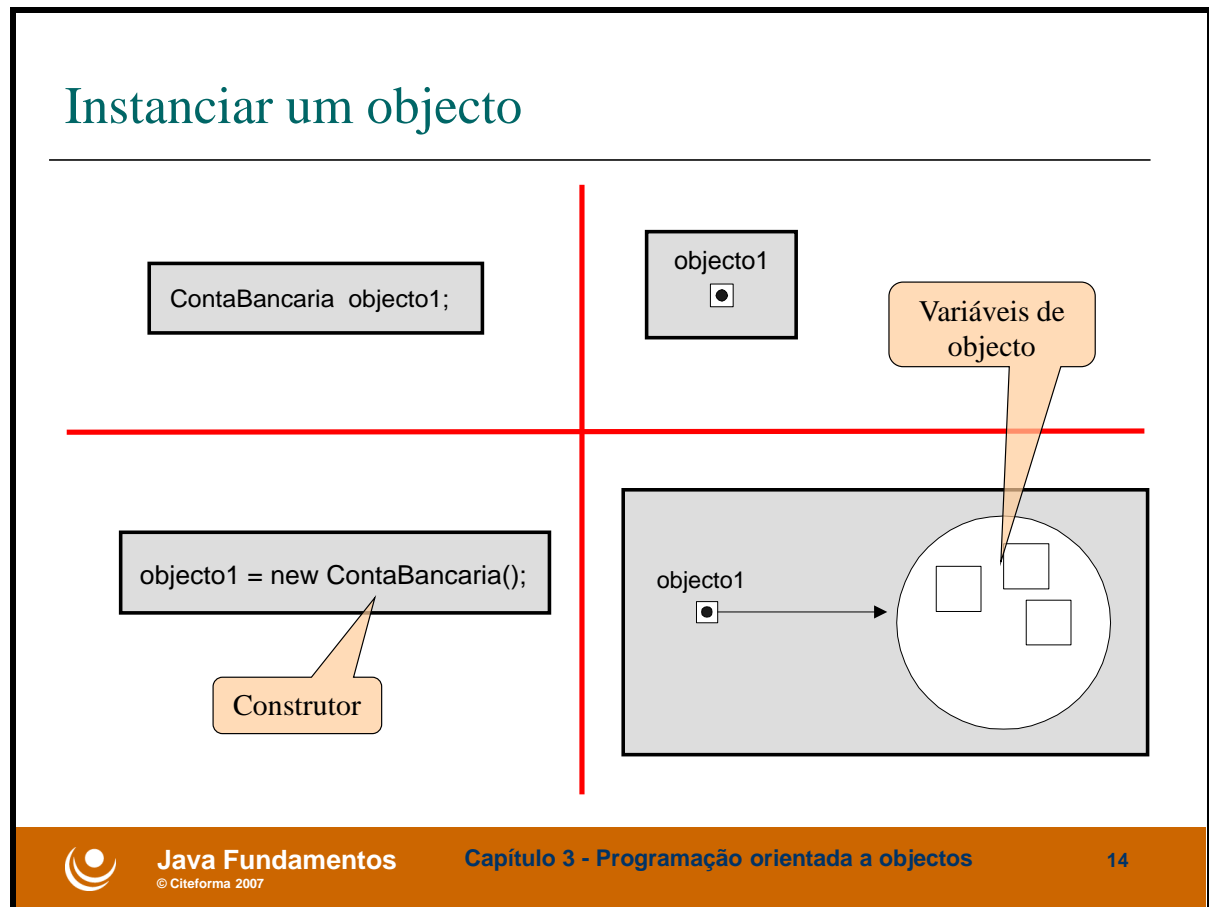 Instanciar um objecto
ContaBancaria objecto1;
objecto1
Variáveis de
objecto
objecto1 = new ContaBancaria();
Construtor
objecto1
Java Fundamentos
© Citeforma 2007
Capítulo 3 - Programação orientada a objectos
14